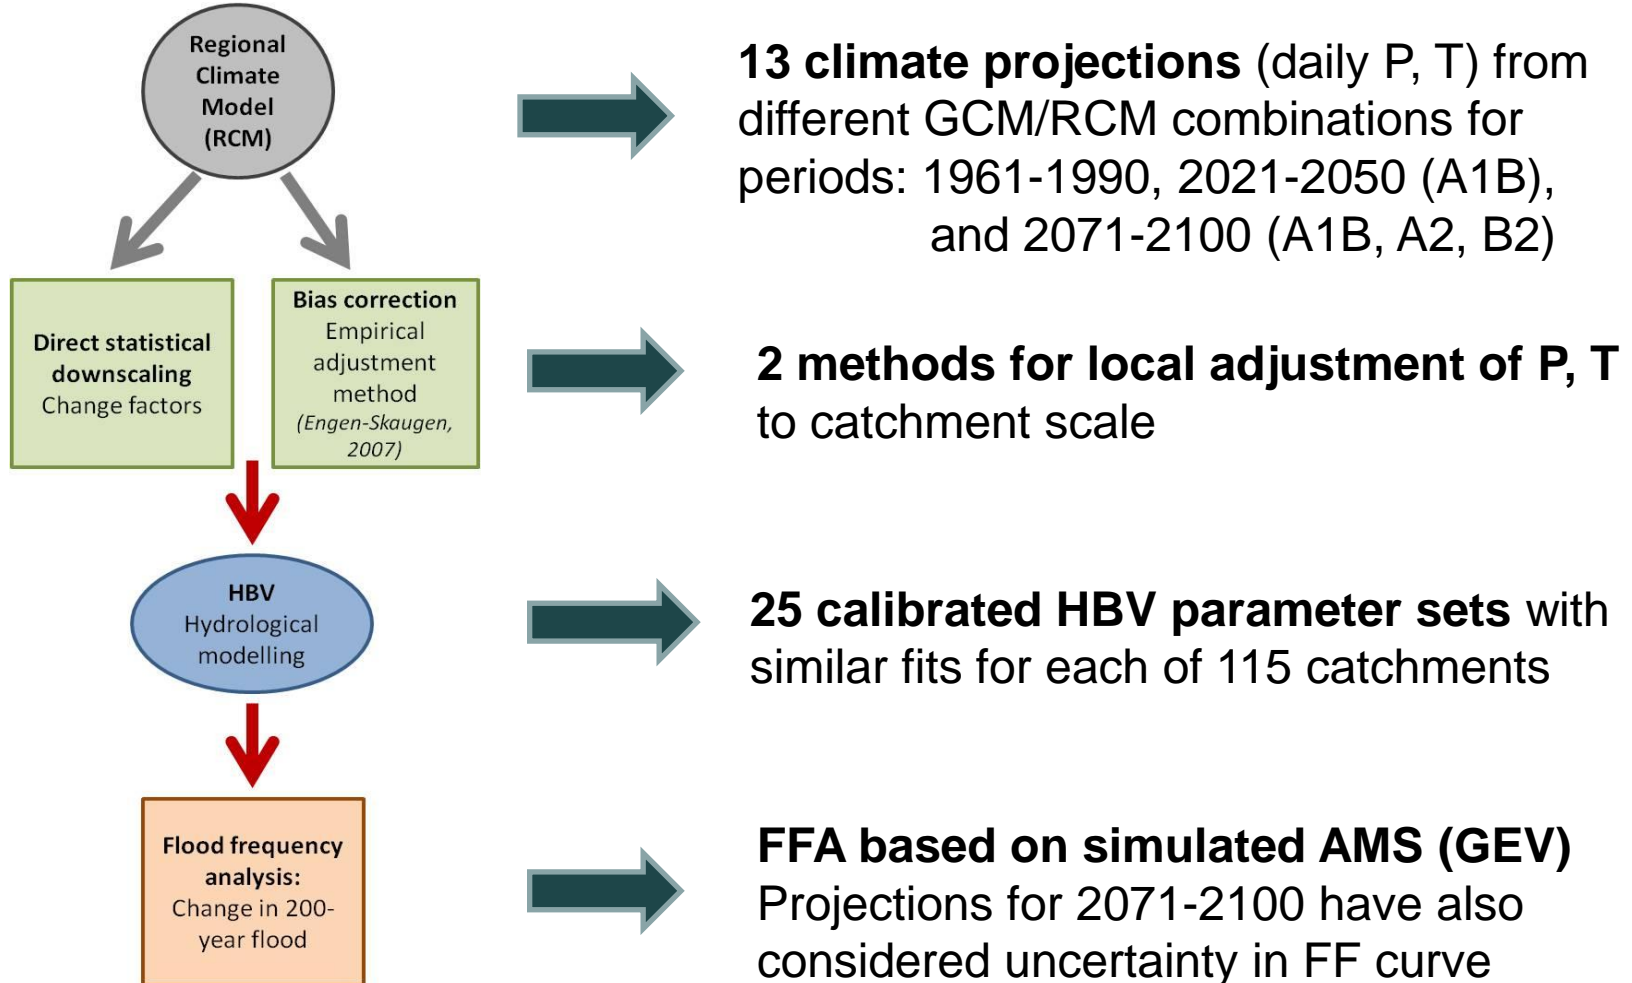 Regional
Climate
Model
(RCM)
13 climate projections (daily P, T) from
different GCM/RCM combinations for
periods: 1961-1990, 2021-2050 (A1B),
and 2071-2100 (A1B, A2, B2)
Direct statistical
downscaling
Change factors
Bias correction
Empirical
adjustment
method
(Engen-Skaugen,
2007)
2 methods for local adjustment of P, T
to catchment scale
HBV
Hydrological
modelling
25 calibrated HBV parameter sets with
similar fits for each of 115 catchments
Flood frequency
analysis:
Change in 200-
year flood
FFA based on simulated AMS (GEV)
Projections for 2071-2100 have also
considered uncertainty in FF curve